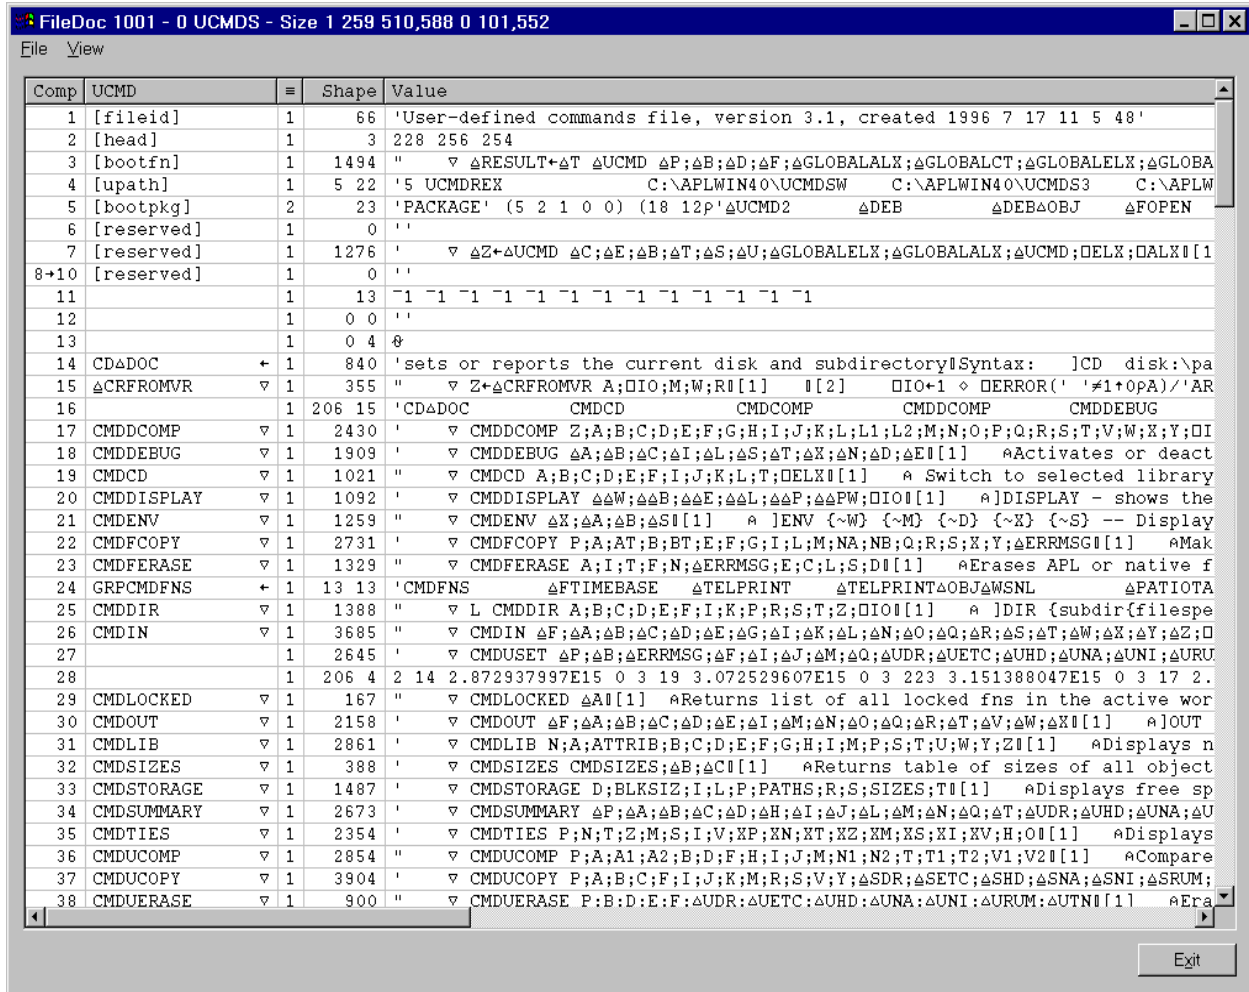 FileDoc 1001 - 0 UCMDS - Size 1 259 510,588 0 101,552
File View
Comp UCMD ≡ Shape Value
1 [fileid] 1 66 'User-defined commands file, version 3.1, created 1996 7 17 11 5 48'
2 [head] 1 3 228 256 254
3 [bootfn] 1 1494 " ∇ ∆RESULT←∆T ∆UCMD ∆P;∆B;∆D;∆F;∆GLOBALALX;∆GLOBALCT;∆GLOBALELX;∆GLOBA
4 [upath] 1 5 22 '5 UCMDREX C:\APLWIN40\UCMDSW C:\APLWIN40\UCMDS3 C:\APLW
5 [bootpkg] 2 23 'PACKAGE' (5 2 1 0 0) (18 12⍴'∆UCMD2 ∆DEB ∆DEB∆OBJ ∆FOPEN
6 [reserved] 1 0 ''
7 [reserved] 1 1276 ' ∇ ∆Z←∆UCMD ∆C;∆E;∆B;∆T;∆S;∆U;∆GLOBALELX;∆GLOBALALX;∆UCMD;⎕ELX;⎕ALX▯[1
8→10 [reserved] 1 0 ''
11 1 13 ¯1 ¯1 ¯1 ¯1 ¯1 ¯1 ¯1 ¯1 ¯1 ¯1 ¯1 ¯1 ¯1
12 1 0 0 ''
13 1 0 4 ⍬
14 CD∆DOC ← 1 840 'sets or reports the current disk and subdirectory▯Syntax: ]CD disk:\pa
15 ∆CRFROMVR ∇ 1 355 " ∇ Z←∆CRFROMVR A;⎕IO;M;W;R▯[1] ▯[2] ⎕IO←1 ⋄ ⎕ERROR(' '≠1↑0⍴A)/'AR
16 1 206 15 'CD∆DOC CMDCD CMDCOMP CMDDCOMP CMDDEBUG
17 CMDDCOMP ∇ 1 2430 ' ∇ CMDDCOMP Z;A;B;C;D;E;F;G;H;I;J;K;L;L1;L2;M;N;O;P;Q;R;S;T;V;W;X;Y;⎕I
18 CMDDEBUG ∇ 1 1909 ' ∇ CMDDEBUG ∆A;∆B;∆C;∆I;∆L;∆S;∆T;∆X;∆N;∆D;∆E▯[1] ⍝Activates or deact
19 CMDCD ∇ 1 1021 " ∇ CMDCD A;B;C;D;E;F;I;J;K;L;T;⎕ELX▯[1] ⍝ Switch to selected library
20 CMDDISPLAY ∇ 1 1092 ' ∇ CMDDISPLAY ∆∆W;∆∆B;∆∆E;∆∆L;∆∆P;∆∆PW;⎕IO▯[1] ⍝]DISPLAY - shows the
21 CMDENV ∇ 1 1259 " ∇ CMDENV ∆X;∆A;∆B;∆S▯[1] ⍝ ]ENV {~W} {~M} {~D} {~X} {~S} -- Display
22 CMDFCOPY ∇ 1 2731 ' ∇ CMDFCOPY P;A;AT;B;BT;E;F;G;I;L;M;NA;NB;Q;R;S;X;Y;∆ERRMSG▯[1] ⍝Mak
23 CMDFERASE ∇ 1 1329 " ∇ CMDFERASE A;I;T;F;N;∆ERRMSG;E;C;L;S;D▯[1] ⍝Erases APL or native f
24 GRPCMDFNS ← 1 13 13 'CMDFNS ∆FTIMEBASE ∆TELPRINT ∆TELPRINT∆OBJ∆WSNL ∆PATIOTA
25 CMDDIR ∇ 1 1388 " ∇ L CMDDIR A;B;C;D;E;F;I;K;P;R;S;T;Z;⎕IO▯[1] ⍝ ]DIR {subdir{filespe
26 CMDIN ∇ 1 3685 ' ∇ CMDIN ∆F;∆A;∆B;∆C;∆D;∆E;∆G;∆I;∆K;∆L;∆N;∆O;∆Q;∆R;∆S;∆T;∆W;∆X;∆Y;∆Z;⎕
27 1 2645 ' ∇ CMDUSET ∆P;∆B;∆ERRMSG;∆F;∆I;∆J;∆M;∆Q;∆UDR;∆UETC;∆UHD;∆UNA;∆UNI;∆URU
28 1 206 4 2 14 2.872937997E15 0 3 19 3.072529607E15 0 3 223 3.151388047E15 0 3 17 2.
29 CMDLOCKED ∇ 1 167 " ∇ CMDLOCKED ∆A▯[1] ⍝Returns list of all locked fns in the active wor
30 CMDOUT ∇ 1 2158 ' ∇ CMDOUT ∆F;∆A;∆B;∆C;∆D;∆E;∆I;∆M;∆N;∆O;∆Q;∆R;∆T;∆V;∆W;∆X▯[1] ⍝]OUT
31 CMDLIB ∇ 1 2861 ' ∇ CMDLIB N;A;ATTRIB;B;C;D;E;F;G;H;I;M;P;S;T;U;W;Y;Z▯[1] ⍝Displays n
32 CMDSIZES ∇ 1 388 ' ∇ CMDSIZES CMDSIZES;∆B;∆C▯[1] ⍝Returns table of sizes of all object
33 CMDSTORAGE ∇ 1 1487 ' ∇ CMDSTORAGE D;BLKSIZ;I;L;P;PATHS;R;S;SIZES;T▯[1] ⍝Displays free sp
34 CMDSUMMARY ∇ 1 2673 ' ∇ CMDSUMMARY ∆P;∆A;∆B;∆C;∆D;∆H;∆I;∆J;∆L;∆M;∆N;∆Q;∆T;∆UDR;∆UHD;∆UNA;∆U
35 CMDTIES ∇ 1 2354 ' ∇ CMDTIES P;N;T;Z;M;S;I;V;XP;XN;XT;XZ;XM;XS;XI;XV;H;O▯[1] ⍝Displays
36 CMDUCOMP ∇ 1 2854 " ∇ CMDUCOMP P;A;A1;A2;B;D;F;H;I;J;M;N1;N2;T;T1;T2;V1;V2▯[1] ⍝Compare
37 CMDUCOPY ∇ 1 3904 ' ∇ CMDUCOPY P;A;B;C;F;I;J;K;M;R;S;V;Y;∆SDR;∆SETC;∆SHD;∆SNA;∆SNI;∆SRUM;
38 CMDUERASE ∇ 1 900 " ∇ CMDUERASE P;B;D;E;F;∆UDR;∆UETC;∆UHD;∆UNA;∆UNI;∆URUM;∆UTN▯[1] ⍝Era
Exit